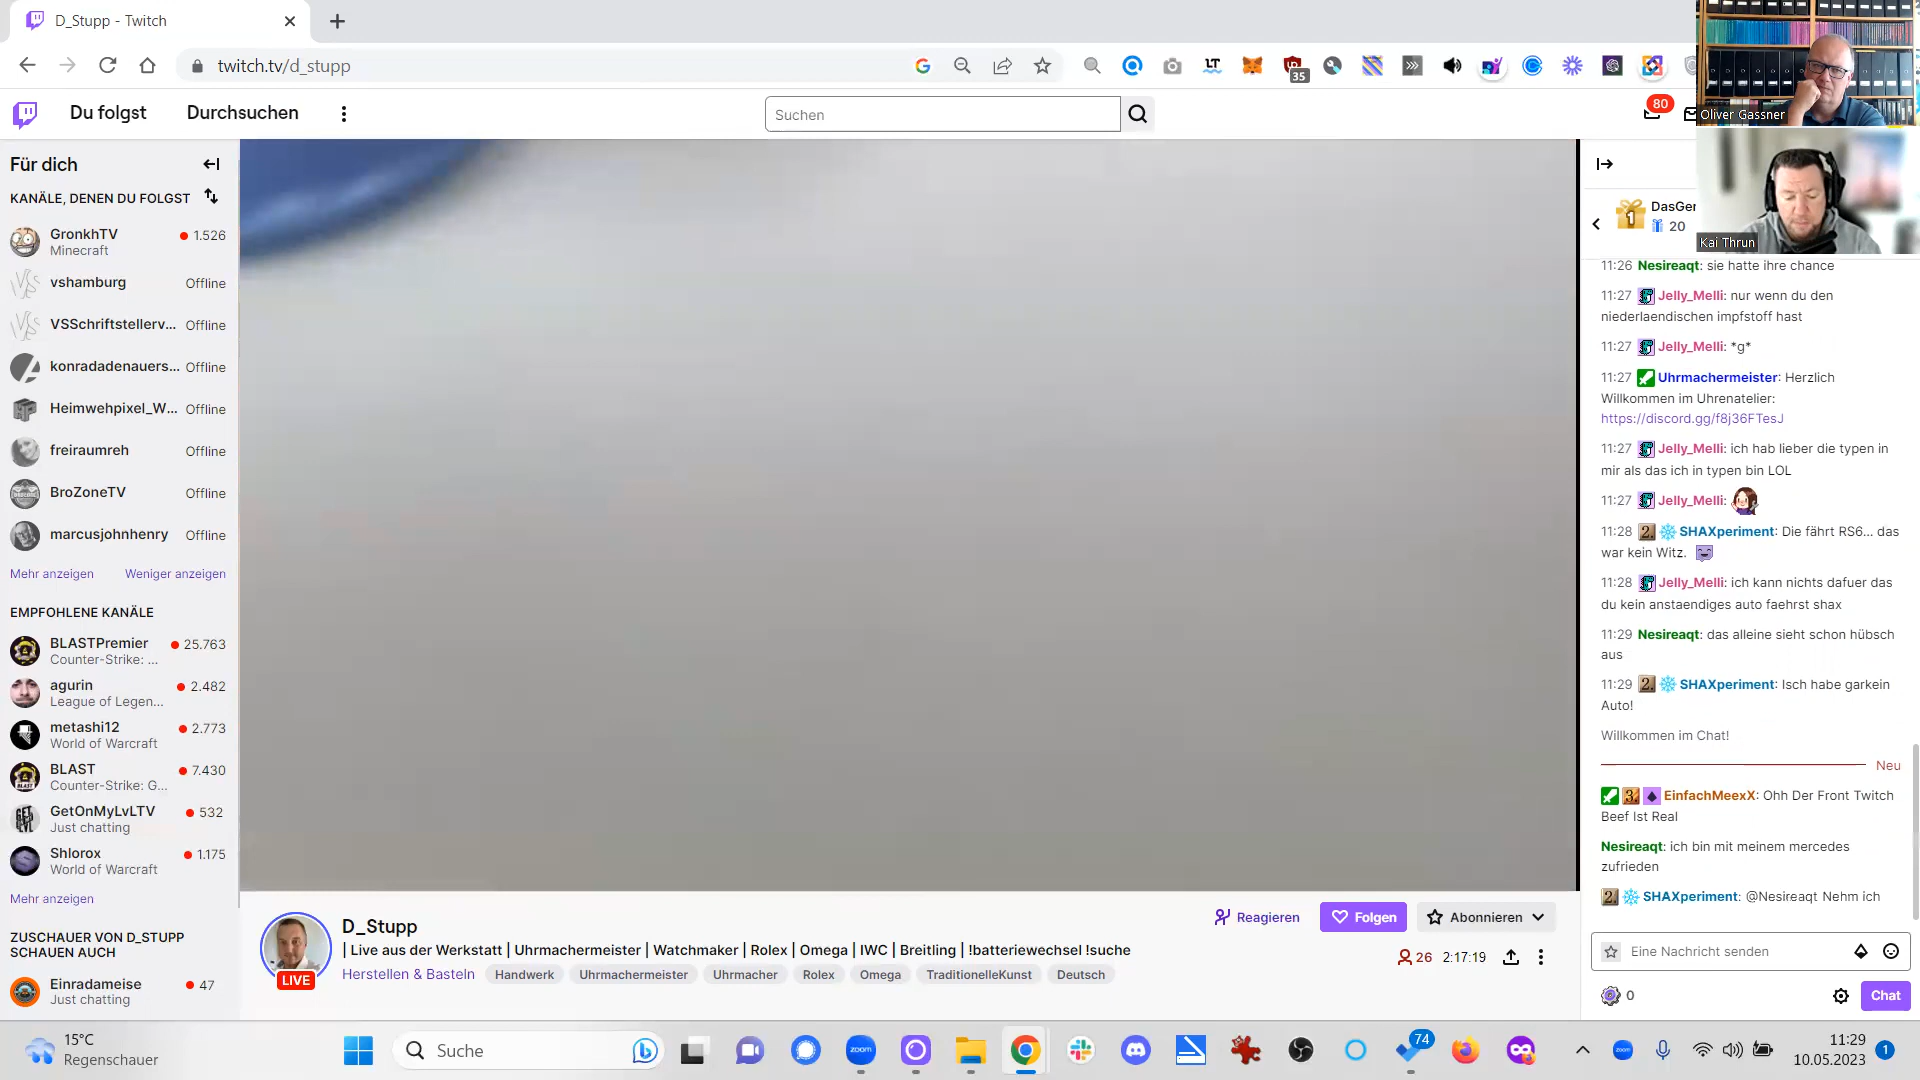 D_Stupp - Twitch
twitch.tv/d_stupp
35
Du folgst
Durchsuchen
Suchen
80
Oliver Gassner
Kai Thrun
Für dich
KANÄLE, DENEN DU FOLGST
GronkhTV
1.526
Minecraft
vshamburg
Offline
VSSchriftstellerv...
Offline
konradadenauers...
Offline
Heimwehpixel_W...
Offline
freiraumreh
Offline
BroZoneTV
Offline
marcusjohnhenry
Offline
Mehr anzeigen
Weniger anzeigen
EMPFOHLENE KANÄLE
BLASTPremier
25.763
Counter-Strike: ...
agurin
2.482
League of Legen...
metashi12
2.773
World of Warcraft
BLAST
7.430
Counter-Strike: G...
GetOnMyLvLTV
532
Just chatting
Shlorox
1.175
World of Warcraft
Mehr anzeigen
ZUSCHAUER VON D_STUPP
SCHAUEN AUCH
Einradameise
47
Just chatting
D_Stupp
| Live aus der Werkstatt | Uhrmachermeister | Watchmaker | Rolex | Omega | IWC | Breitling | !batteriewechsel !suche
Herstellen & Basteln
Handwerk
Uhrmachermeister
Uhrmacher
Rolex
Omega
TraditionelleKunst
Deutsch
LIVE
Reagieren
Folgen
Abonnieren
26
2:17:19
1
DasGer
20
11:26 Nesireaqt: sie hatte ihre chance
11:27 Jelly_Melli: nur wenn du den
niederlaendischen impfstoff hast
11:27 Jelly_Melli: *g*
11:27 Uhrmachermeister: Herzlich
Willkommen im Uhrenatelier:
https://discord.gg/f8j36FTesJ
11:27 Jelly_Melli: ich hab lieber die typen in
mir als das ich in typen bin LOL
11:27 Jelly_Melli:
11:28 2. SHAXperiment: Die fährt RS6... das
war kein Witz.
11:28 Jelly_Melli: ich kann nichts dafuer das
du kein anstaendiges auto faehrst shax
11:29 Nesireaqt: das alleine sieht schon hübsch
aus
11:29 2. SHAXperiment: Isch habe garkein
Auto!
Willkommen im Chat!
Neu
3. EinfachMeexX: Ohh Der Front Twitch
Beef Ist Real
Nesireaqt: ich bin mit meinem mercedes
zufrieden
2. SHAXperiment: @Nesireaqt Nehm ich
Eine Nachricht senden
0
Chat
15°C
Regenschauer
Suche
zoom
74
zoom
11:29
10.05.2023
1